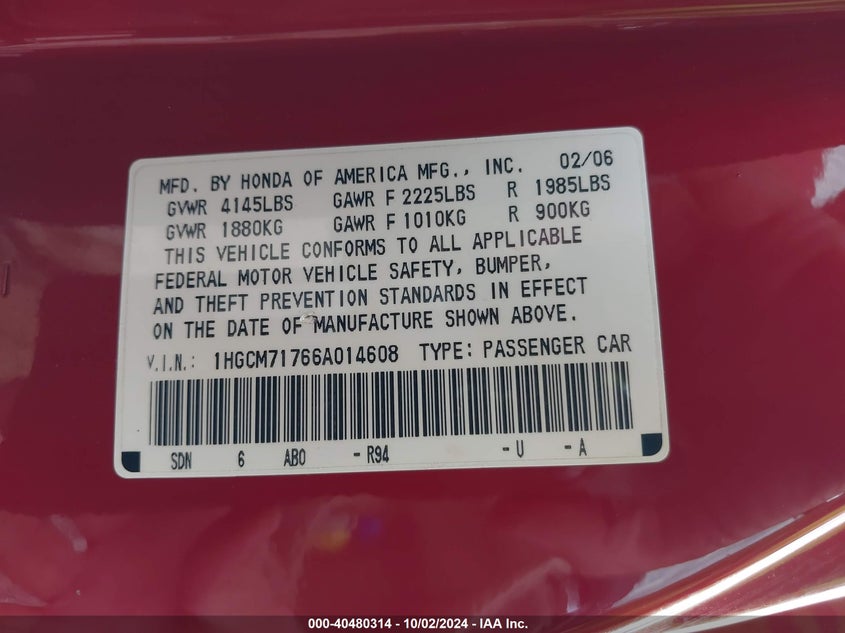 MFD. BY HONDA OF AMERICA MFG., INC. 02/06
GVWR 4145LBS GAWR F 2225LBS R 1985LBS
GVWR 1880KG GAWR F 1010KG R 900KG
THIS VEHICLE CONFORMS TO ALL APPLICABLE
FEDERAL MOTOR VEHICLE SAFETY, BUMPER,
AND THEFT PREVENTION STANDARDS IN EFFECT
ON THE DATE OF MANUFACTURE SHOWN ABOVE.
V.I.N.: 1HGCM71766A014608 TYPE: PASSENGER CAR
SDN 6 ABO - R94 - U - A
000-40480314 - 10/02/2024 - IAA Inc.